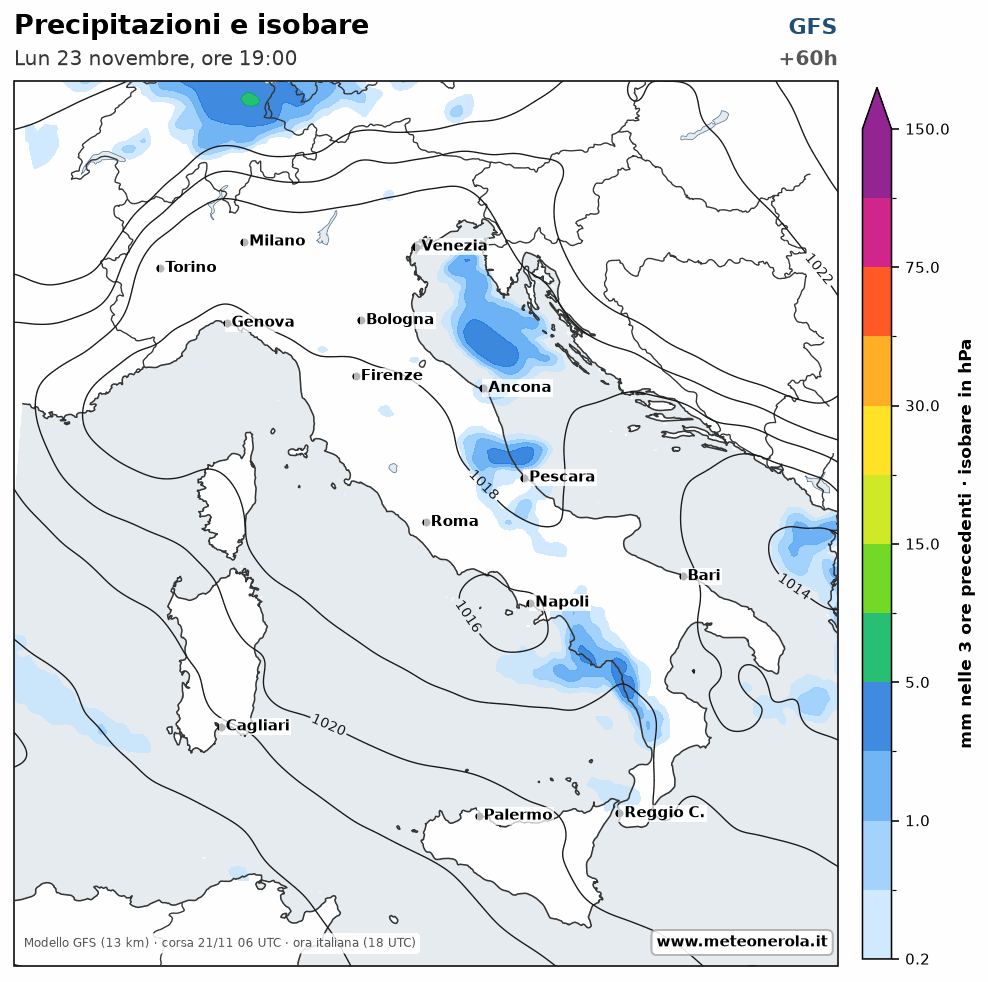 Precipitazioni e isobare
GFS
Lun 23 novembre, ore 19:00
+60h
150.0
Venezia
Milano
1022
Torino
75.0
Bologna
Genova
Firenze
Ancona
30.0
Pescara
1018
Roma
15.0
Bari
1014
Napoli
1016
5.0
Cagliari
1020
Palermo
Reggio C.
1.0
Modello GFS (13 km) · corsa 21/11 06 UTC · ora italiana (18 UTC)
www.meteonerola.it
0.2
mm nelle 3 ore precedenti · isobare in hPa